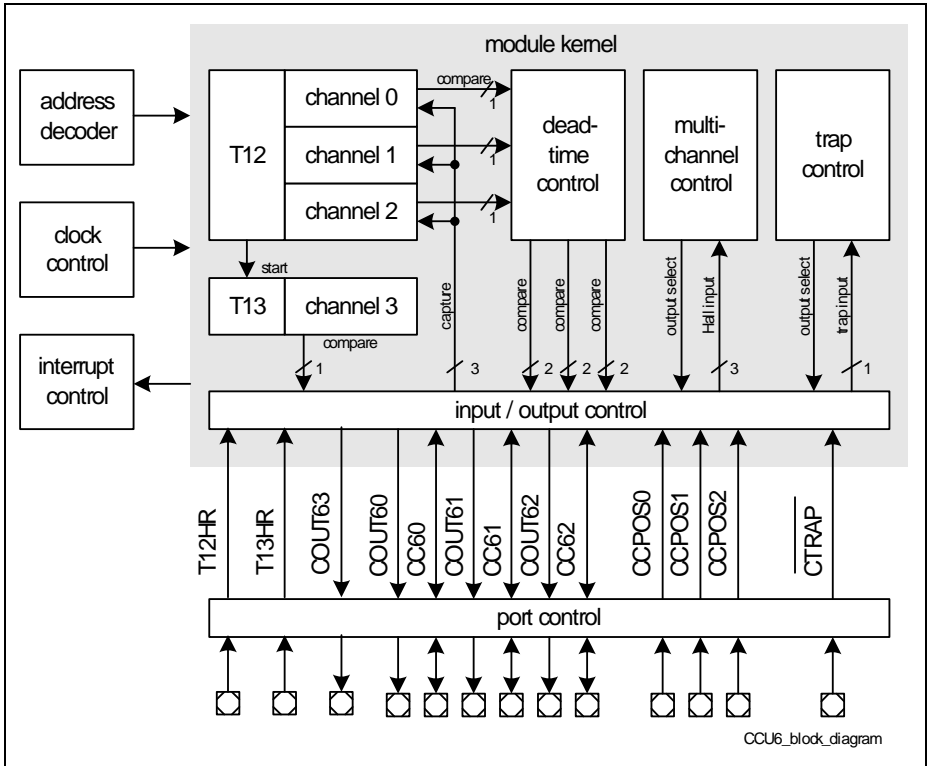 module kernel
address
decoder
clock
control
interrupt
control
T12
channel 0
channel 1
channel 2
compare
1
1
1
dead-
time
control
multi-
channel
control
trap
control
start
T13
channel 3
compare
1
capture
3
compare
2
compare
2
compare
2
output select
Hall input
3
output select
trap input
1
input / output control
T12HR
T13HR
COUT63
COUT60
CC60
COUT61
CC61
COUT62
CC62
CCPOS0
CCPOS1
CCPOS2
CTRAP
port control
CCU6_block_diagram